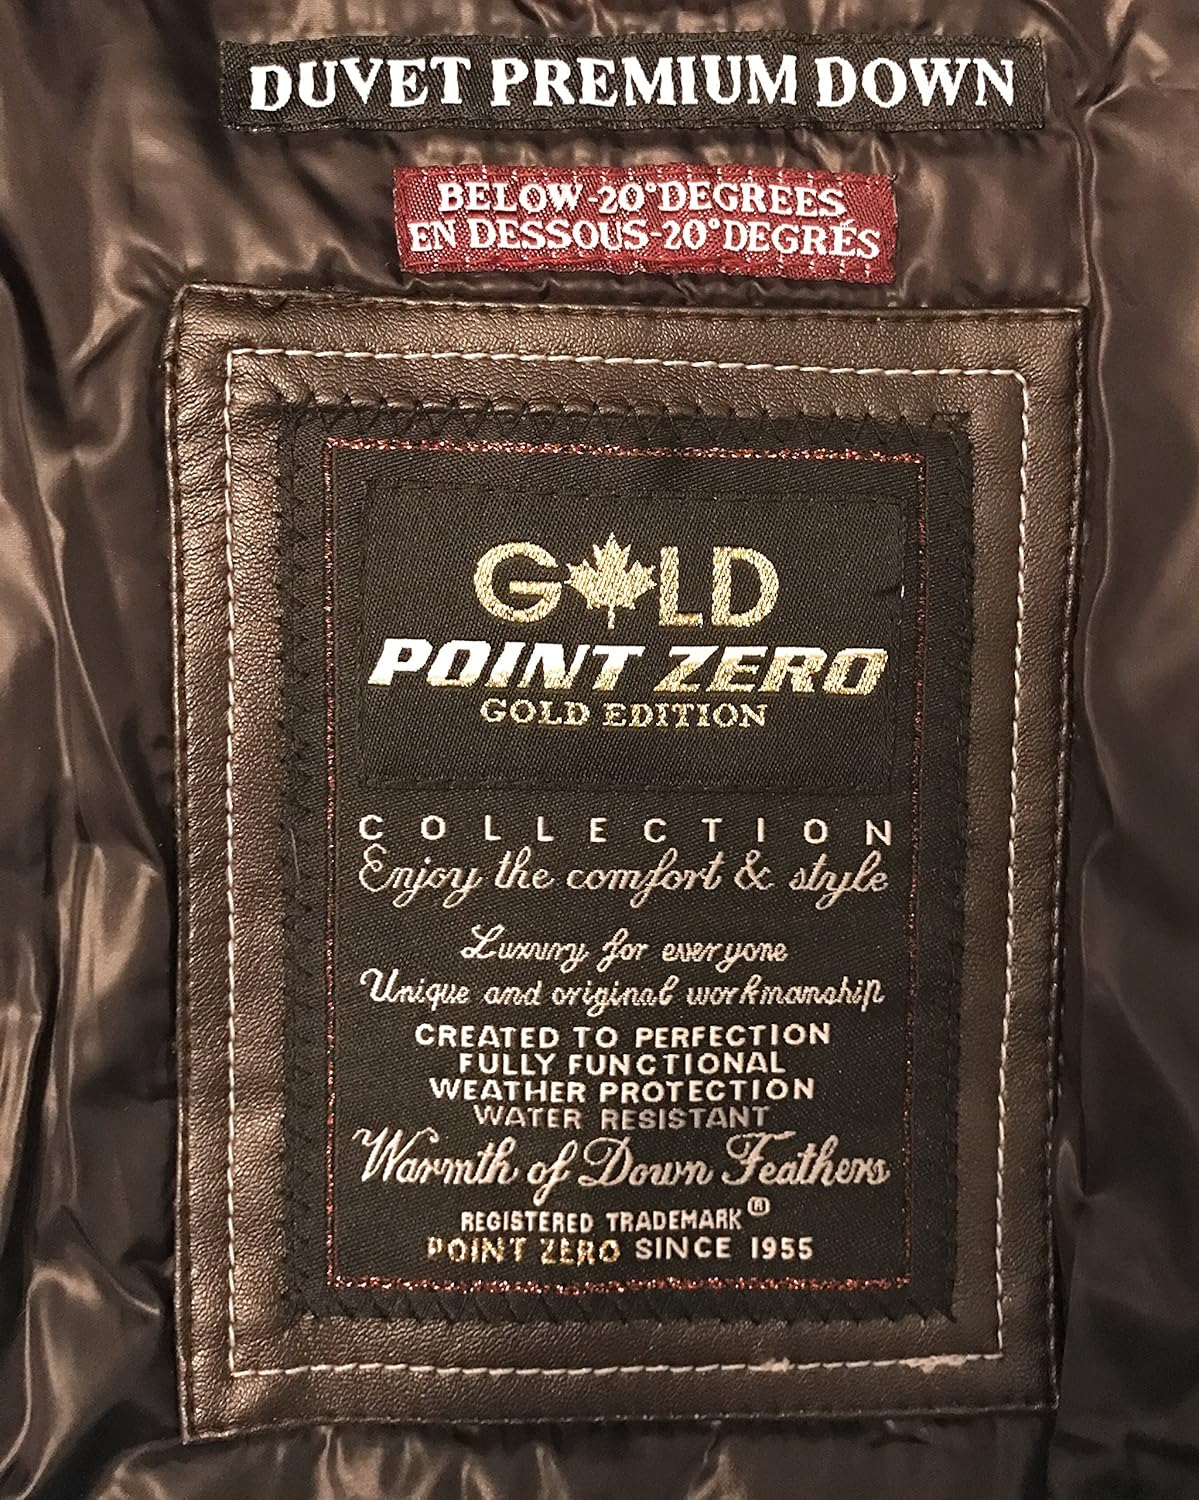 DUVET PREMIUM DOWN
BELOW -20° DEGREES
EN DESSOUS -20° DEGRÉS
GOLD
POINT ZERO
GOLD EDITION
COLLECTION
Enjoy the comfort & style
Luxury for everyone
Unique and original workmanship
CREATED TO PERFECTION
FULLY FUNCTIONAL
WEATHER PROTECTION
WATER RESISTANT
Warmth of Down Feathers
REGISTERED TRADEMARK ®
POINT ZERO SINCE 1955